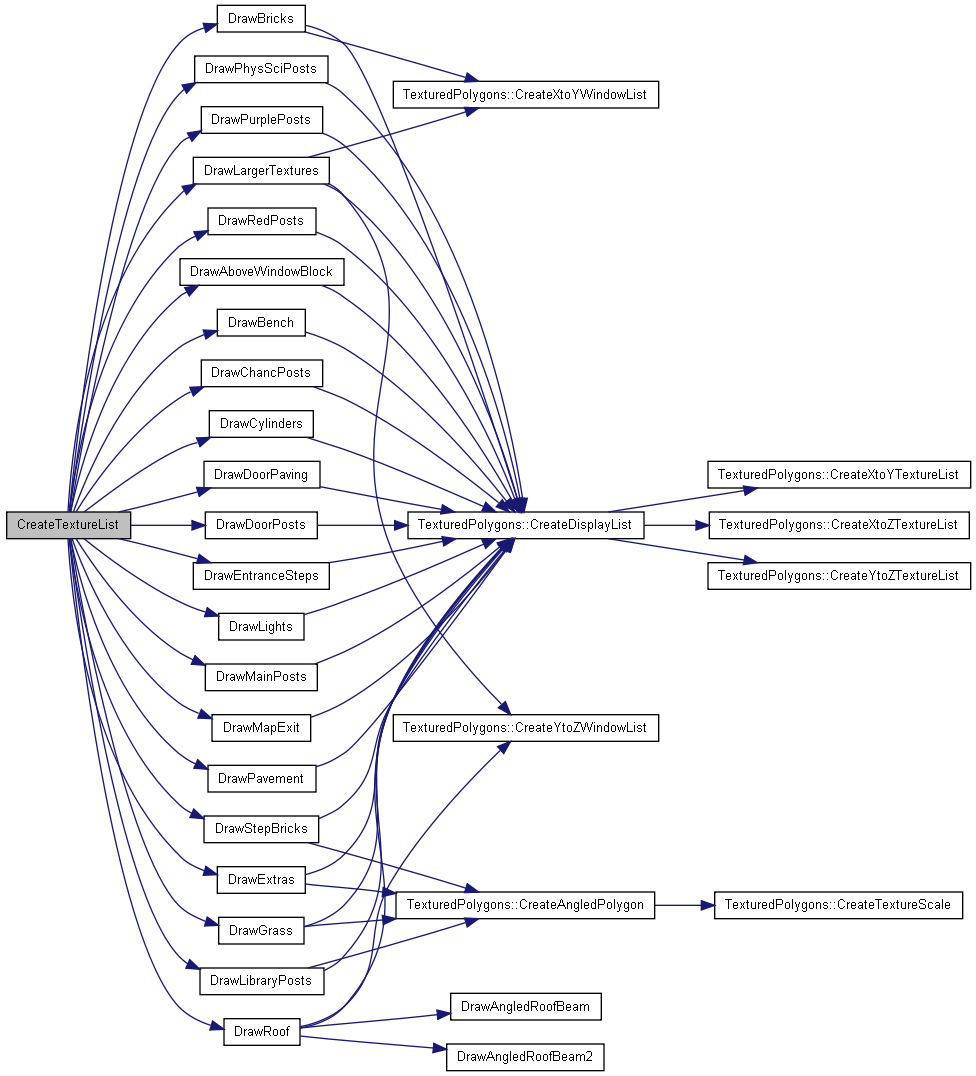 DrawBricks
DrawPhysSciPosts
TexturedPolygons::CreateXtoYWindowList
DrawPurplePosts
DrawLargerTextures
DrawRedPosts
DrawAboveWindowBlock
DrawBench
DrawChancPosts
DrawCylinders
DrawDoorPaving
TexturedPolygons::CreateXtoYTextureList
CreateTextureList
DrawDoorPosts
TexturedPolygons::CreateDisplayList
TexturedPolygons::CreateXtoZTextureList
DrawEntranceSteps
TexturedPolygons::CreateYtoZTextureList
DrawLights
DrawMainPosts
DrawMapExit
TexturedPolygons::CreateYtoZWindowList
DrawPavement
DrawStepBricks
DrawExtras
TexturedPolygons::CreateAngledPolygon
TexturedPolygons::CreateTextureScale
DrawGrass
DrawLibraryPosts
DrawAngledRoofBeam
DrawRoof
DrawAngledRoofBeam2